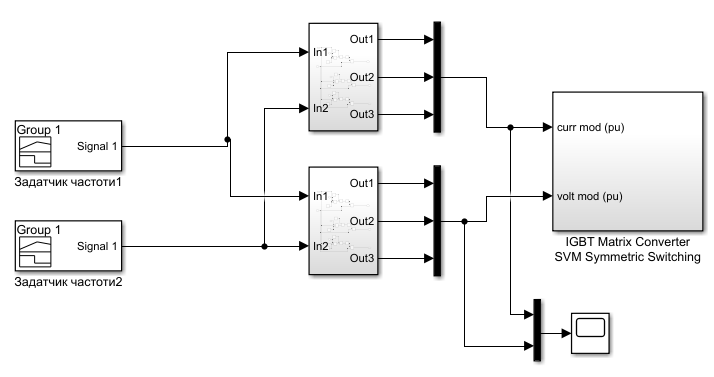 Group 1
Signal 1
Задатчик частоти1
Group 1
Signal 1
Задатчик частоти2
In1
In2
Out1
Out2
Out3
In1
In2
Out1
Out2
Out3
curr mod (pu)
volt mod (pu)
IGBT Matrix Converter
SVM Symmetric Switching